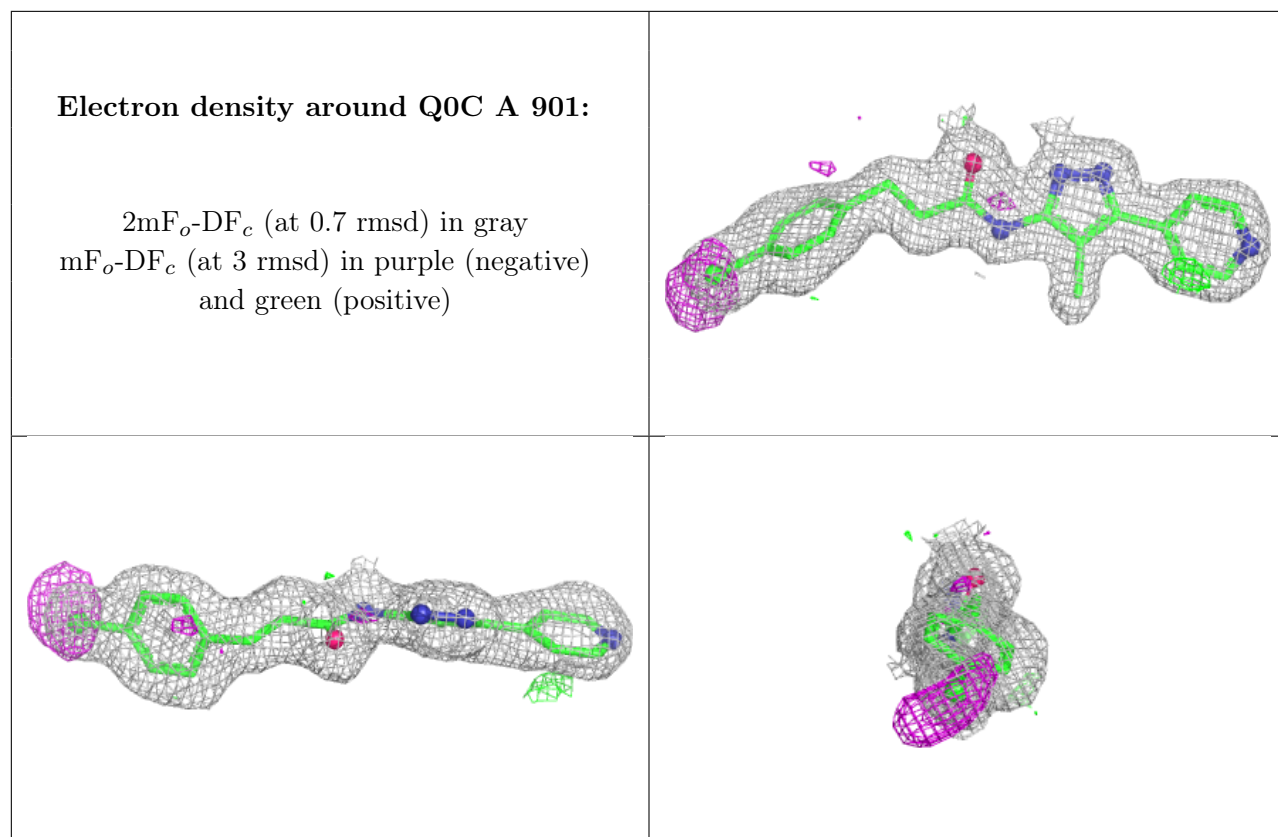 Electron density around Q0C A 901:
2mFo-DFc (at 0.7 rmsd) in gray
mFo-DFc (at 3 rmsd) in purple (negative)
and green (positive)